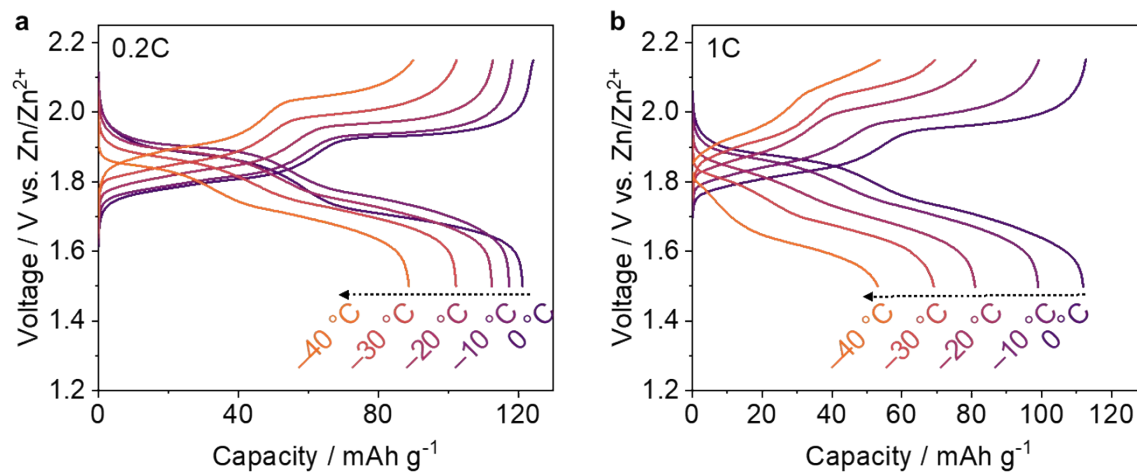 a
0.2C
Voltage / V vs. Zn/Zn2+
2.2
2.0
1.8
1.6
1.4
1.2
–40 °C
–30 °C
–20 °C
–10 °C
0 °C
0
40
80
120
Capacity / mAh g-1
b
1C
Voltage / V vs. Zn/Zn2+
2.2
2.0
1.8
1.6
1.4
1.2
–40 °C
–30 °C
–20 °C
–10 °C
0 °C
0
20
40
60
80
100
120
Capacity / mAh g-1